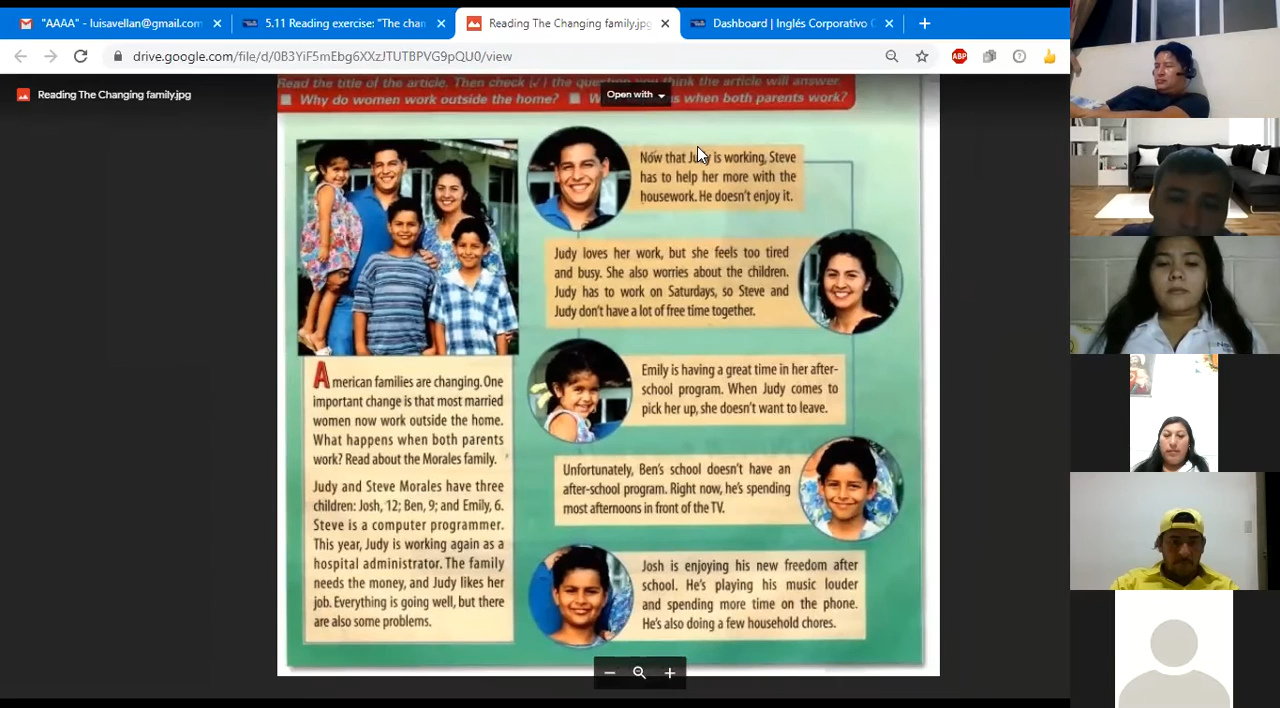 "AAAA" - luisavellan@gmail.com
5.11 Reading exercise: "The chan
Reading The Changing family.jpg
Dashboard | Inglés Corporativo C
drive.google.com/file/d/0B3YiF5mEbg6XXzJTUTBPVG9pQU0/view
ABP
Reading The Changing family.jpg
Read the title of the article. Then check (✓) the question you think the article will answer.
Why do women work outside the home? when both parents work?
Open with
Now that Judy is working, Steve
has to help her more with the
housework. He doesn't enjoy it.
Judy loves her work, but she feels too tired
and busy. She also worries about the children.
Judy has to work on Saturdays, so Steve and
Judy don't have a lot of free time together.
American families are changing. One
important change is that most married
women now work outside the home.
What happens when both parents
work? Read about the Morales family.
Judy and Steve Morales have three
children: Josh, 12; Ben, 9; and Emily, 6.
Steve is a computer programmer.
This year, Judy is working again as a
hospital administrator. The family
needs the money, and Judy likes her
job. Everything is going well, but there
are also some problems.
Emily is having a great time in her after-
school program. When Judy comes to
pick her up, she doesn't want to leave.
Unfortunately, Ben's school doesn't have an
after-school program. Right now, he's spending
most afternoons in front of the TV.
Josh is enjoying his new freedom after
school. He's playing his music louder
and spending more time on the phone.
He's also doing a few household chores.